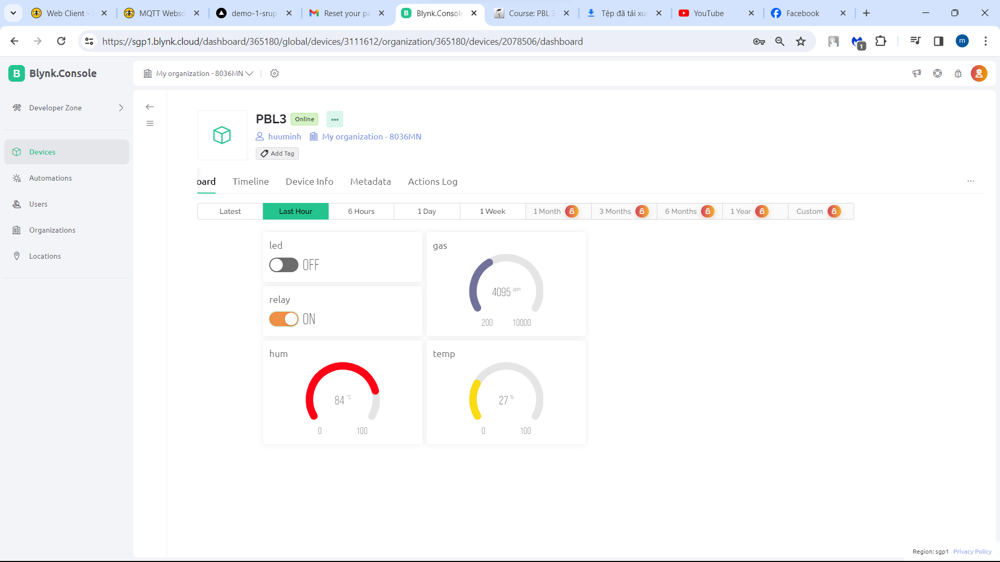 Web Client -
MQTT Webso
demo-1-srup
Reset your pa
Blynk.Console
Course: PBL 3
Tệp đã tải xuố
YouTube
Facebook
https://sgp1.blynk.cloud/dashboard/365180/global/devices/3111612/organization/365180/devices/2078506/dashboard
1
m
B
Blynk.Console
My organization - 8036MN
Developer Zone
Devices
Automations
Users
Organizations
Locations
PBL3
Online
huuminh
My organization - 8036MN
Add Tag
oard
Timeline
Device Info
Metadata
Actions Log
Latest
Last Hour
6 Hours
1 Day
1 Week
1 Month
3 Months
6 Months
1 Year
Custom
led
OFF
gas
4095 ppm
200
10000
relay
ON
hum
84 °C
0
100
temp
27 %
0
100
Region: sgp1
Privacy Policy